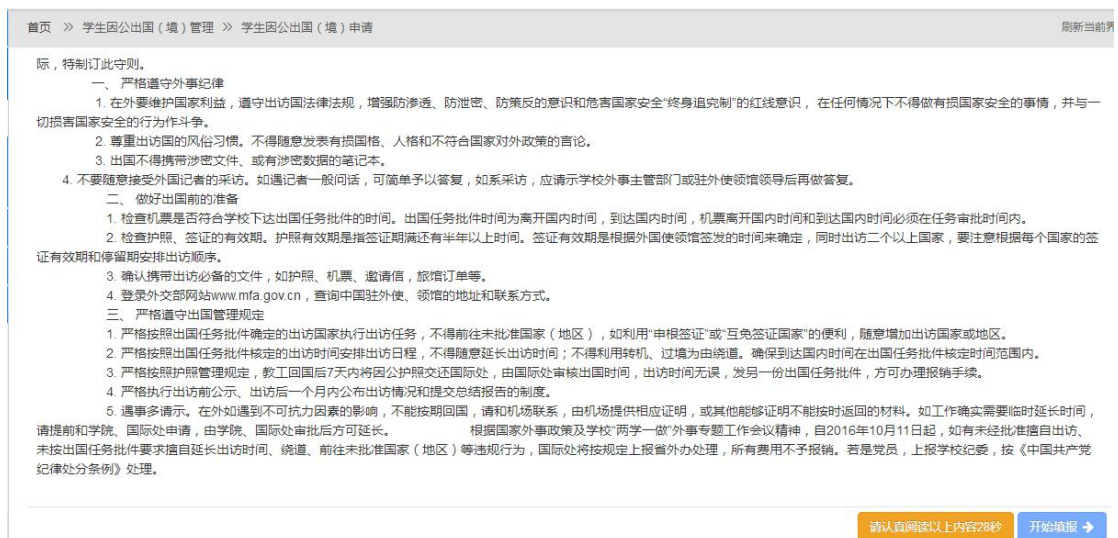 首页 » 学生因公出国（境）管理 » 学生因公出国（境）申请
刷新当前界
际，特制订此守则。
一、 严格遵守外事纪律
1. 在外要维护国家利益，遵守出访国法律法规，增强防渗透、防泄密、防策反的意识和危害国家安全“终身追究制”的红线意识， 在任何情况下不得做有损国家安全的事情，并与一
切损害国家安全的行为作斗争。
2. 尊重出访国的风俗习惯。不得随意发表有损国格、人格和不符合国家对外政策的言论。
3. 出国不得携带涉密文件、或有涉密数据的笔记本。
4. 不要随意接受外国记者的采访。如遇记者一般问话，可简单予以答复，如系采访，应请示学校外事主管部门或驻外使领馆领导后再做答复。
二、 做好出国前的准备
1. 检查机票是否符合学校下达出国任务批件的时间。出国任务批件时间为离开国内时间，到达国内时间，机票离开国内时间和到达国内时间必须在任务审批时间内。
2. 检查护照、签证的有效期。护照有效期是指签证期满还有半年以上时间。签证有效期是根据外国使领馆签发的时间来确定，同时出访二个以上国家，要注意根据每个国家的签
证有效期和停留期安排出访顺序。
3. 确认携带出访必备的文件，如护照、机票、邀请信，旅馆订单等。
4. 登录外交部网站www.mfa.gov.cn，查询中国驻外使、领馆的地址和联系方式。
三、 严格遵守出国管理规定
1. 严格按照出国任务批件确定的出访国家执行出访任务，不得前往未批准国家（地区），如利用“申根签证”或“互免签证国家”的便利，随意增加出访国家或地区。
2. 严格按照出国任务批件核定的出访时间安排出访日程，不得随意延长出访时间；不得利用转机、过境为由绕道。确保到达国内时间在出国任务批件核定时间范围内。
3. 严格按照护照管理规定，教工回国后7天内将因公护照交还国际处，由国际处审核出国时间，出访时间无误，发另一份出国任务批件，方可办理报销手续。
4. 严格执行出访前公示、出访后一个月内公布出访情况和提交总结报告的制度。
5. 遇事多请示。在外如遇到不可抗力因素的影响，不能按期回国，请和机场联系，由机场提供相应证明，或其他能够证明不能按时返回的材料。如工作确实需要临时延长时间，
请提前和学院、国际处申请，由学院、国际处审批后方可延长。 根据国家外事政策及学校“两学一做”外事专题工作会议精神，自2016年10月11日起，如有未经批准擅自出访、
未按出国任务批件要求擅自延长出访时间、绕道、前往未批准国家（地区）等违规行为，国际处将按规定上报省外办处理，所有费用不予报销。若是党员，上报学校纪委，按《中国共产党
纪律处分条例》处理。
请认真阅读以上内容28秒
开始填报 →